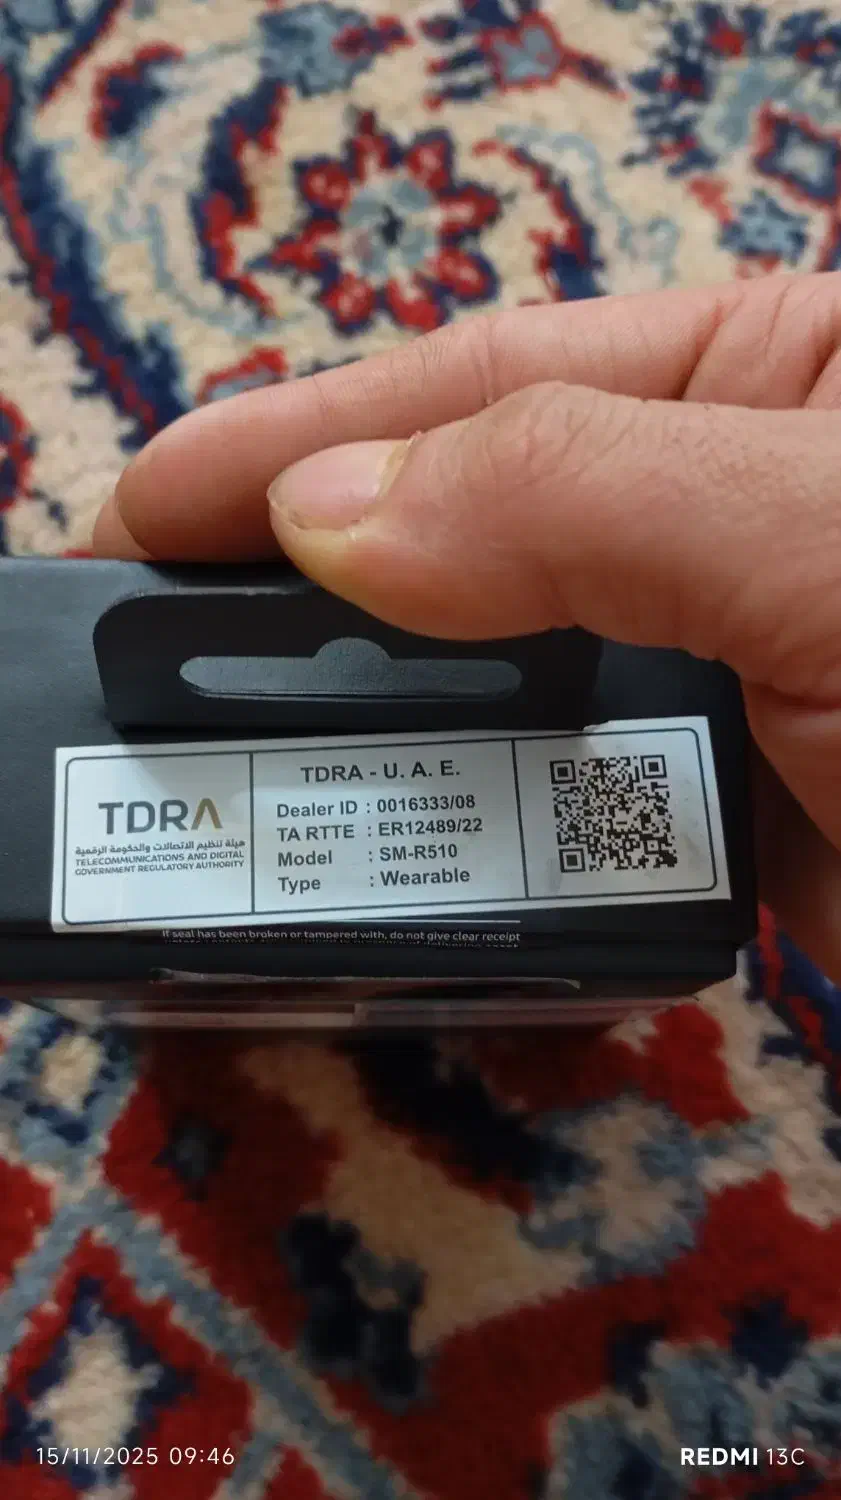 TDRA
هيئة تنظيم الاتصالات والحكومة الرقمية
TELECOMMUNICATIONS AND DIGITAL
GOVERNMENT REGULATORY AUTHORITY
TDRA - U. A. E.
Dealer ID : 0016333/08
TA RTTE : ER12489/22
Model : SM-R510
Type : Wearable
If seal has been broken or tampered with, do not give clear receipt
15/11/2025 09:46
REDMI 13C